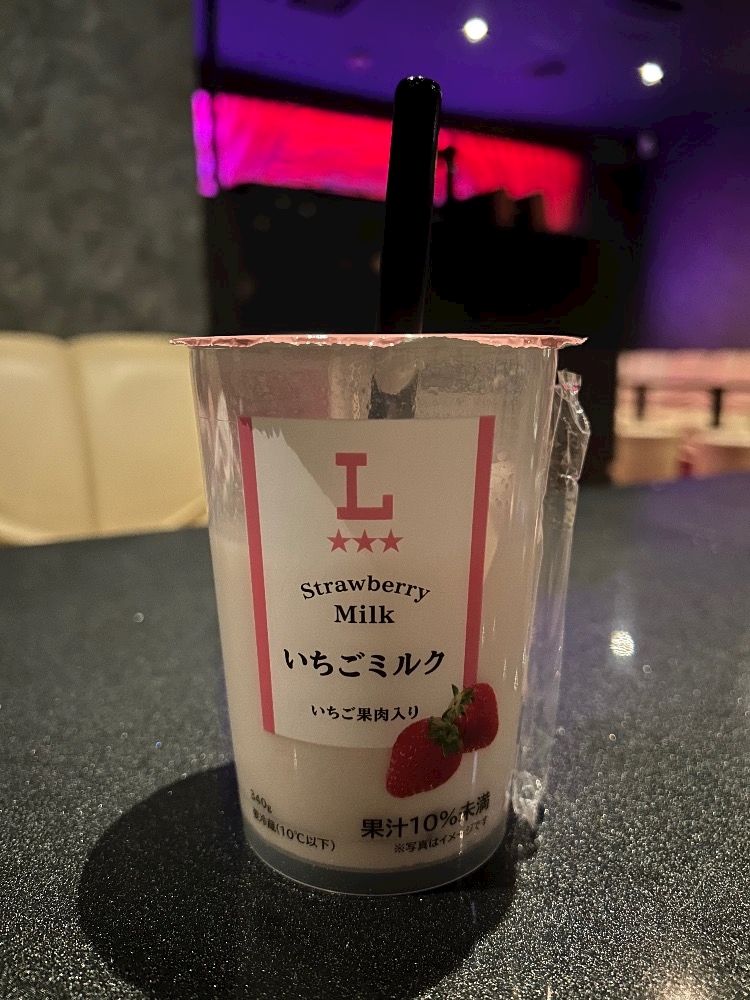 L
★★★
Strawberry
Milk
いちごミルク
いちご果肉入り
340g
要冷蔵(10℃以下)
果汁10%未満
※写真はイメージです